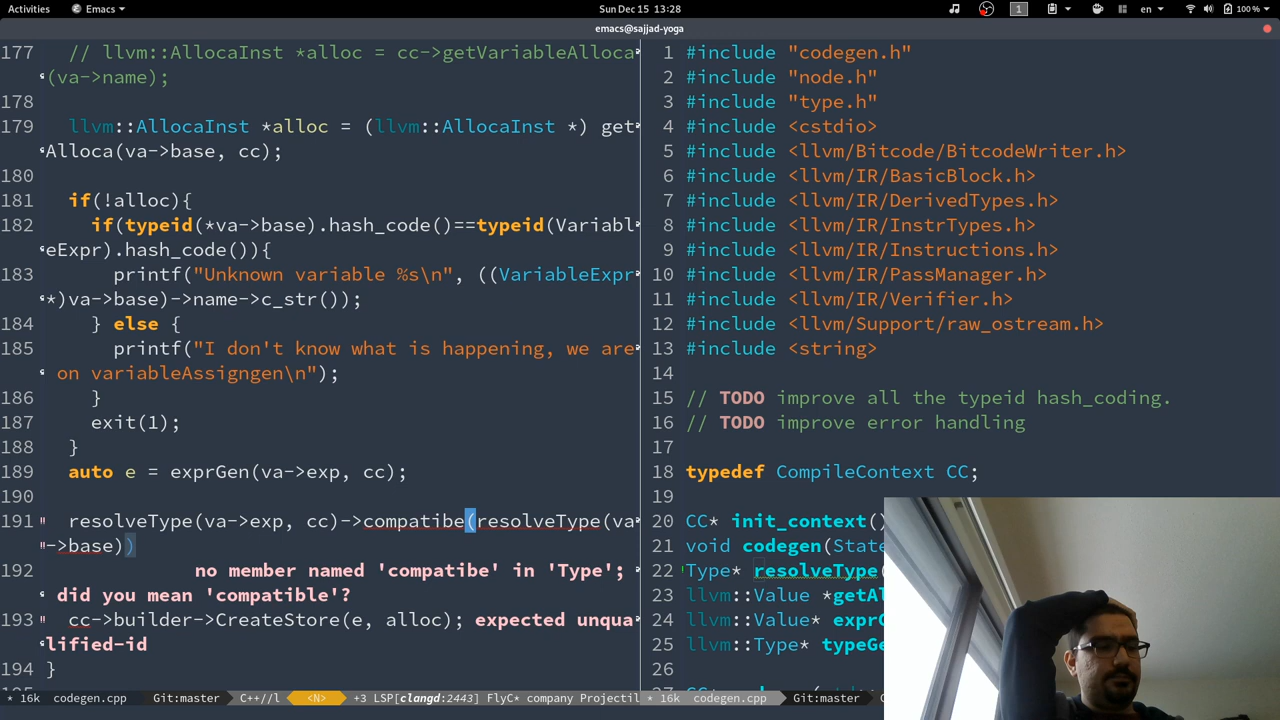 Activities Emacs Sun Dec 15 13:28 1 en 100 %
emacs@sajjad-yoga
177 // llvm::AllocaInst *alloc = cc->getVariableAlloca
(va->name);
178
179 llvm::AllocaInst *alloc = (llvm::AllocaInst *) get
Alloca(va->base, cc);
180
181 if(!alloc){
182 if(typeid(*va->base).hash_code()==typeid(Variabl
eExpr).hash_code()){
183 printf("Unknown variable %s\n", ((VariableExpr
*)va->base)->name->c_str());
184 } else {
185 printf("I don't know what is happening, we are
on variableAssigngen\n");
186 }
187 exit(1);
188 }
189 auto e = exprGen(va->exp, cc);
190
191 resolveType(va->exp, cc)->compatibe(resolveType(va
->base))
192 no member named 'compatibe' in 'Type';
did you mean 'compatible'?
193 cc->builder->CreateStore(e, alloc); expected unqua
lified-id
194 }
* 16k codegen.cpp Git:master C++//l <N> +3 LSP[clangd:2443] FlyC* company Projectil
1 #include "codegen.h"
2 #include "node.h"
3 #include "type.h"
4 #include <cstdio>
5 #include <llvm/Bitcode/BitcodeWriter.h>
6 #include <llvm/IR/BasicBlock.h>
7 #include <llvm/IR/DerivedTypes.h>
8 #include <llvm/IR/InstrTypes.h>
9 #include <llvm/IR/Instructions.h>
10 #include <llvm/IR/PassManager.h>
11 #include <llvm/IR/Verifier.h>
12 #include <llvm/Support/raw_ostream.h>
13 #include <string>
14
15 // TODO improve all the typeid hash_coding.
16 // TODO improve error handling
17
18 typedef CompileContext CC;
19
20 CC* init_context()
21 void codegen(State
22 Type* resolveType(
23 llvm::Value *getAl
24 llvm::Value* exprG
25 llvm::Type* typeGe
26
* 16k codegen.cpp Git:master